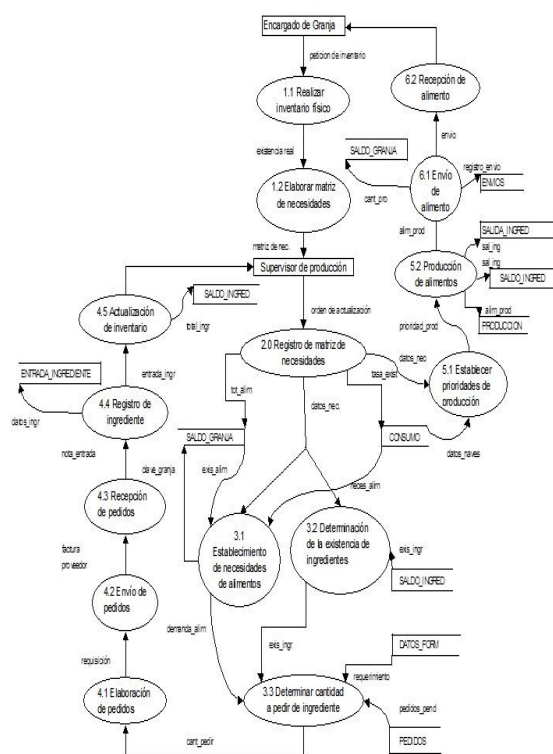 Encargado de Granja
peticion de inventario
1.1 Realizar
inventario físico
existencia real
1.2 Elaborar matriz
de necesidades
matriz de nec.
Supervisor de producción
orden de actualización
2.0 Registro de matriz de
necesidades
6.2 Recepción de
alimento
envio
SALDO_GRANJA
cant_pro
6.1 Envío
de
alimento
registro_envio
ENVIOS
alim_prod
5.2 Producción
de alimentos
SALIDA_INGRED
sal_ing
sal_ing
SALDO_INGRED
alim_prod
PRODUCCION
prioridad_prod
5.1 Establecer
prioridades de
producción
datos_nec
tasa_exist
CONSUMO
datos_naves
4.5 Actualización
de inventario
SALDO_INGRED
total_ingr
entrada_ingr
ENTRADA_INGREDIENTE
datos_ingr
4.4 Registro de
ingrediente
nota_entrada
4.3 Recepción
de pedidos
factura
proveedor
4.2 Envío de
pedidos
requisición
4.1 Elaboración
de pedidos
cant_pedir
tot_alim
datos_nec.
SALDO_GRANJA
clave_granja
exis_alim
neces_alim
3.1
Establecimiento
de necesidades
de alimentos
3.2 Determinación
de la existencia de
ingredientes
exis_ingr
SALDO_INGRED
demanda_alim
exis_ingr
DATOS_FORM
requerimiento
3.3 Determinar cantidad
a pedir de ingrediente
pedidos_pend
PEDIDOS